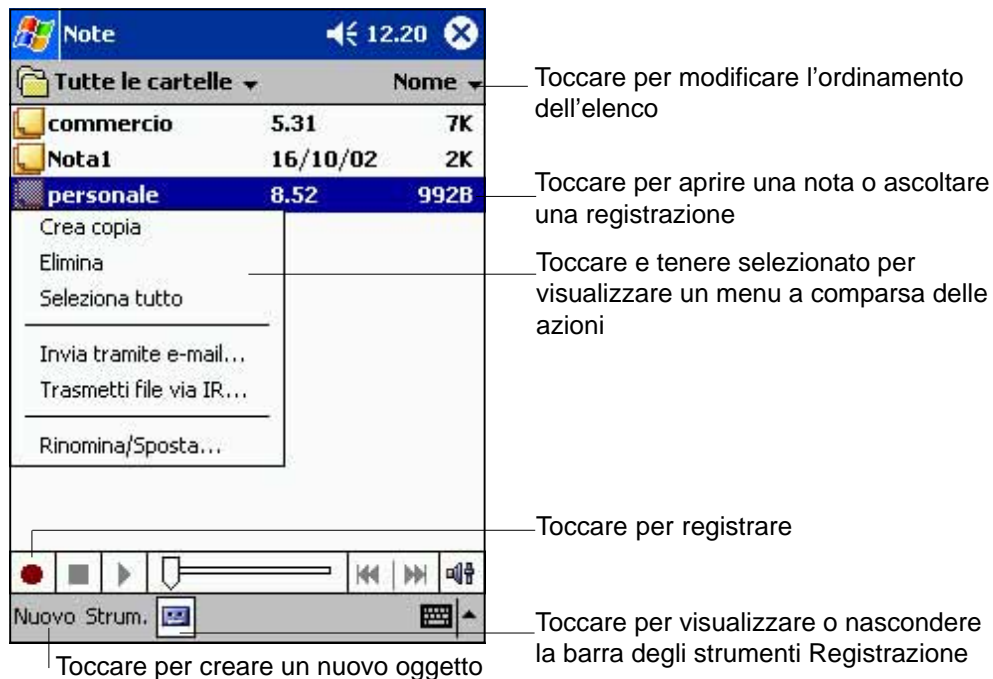 Note 12.20
Tutte le cartelle Nome
commercio 5.31 7K
Nota1 16/10/02 2K
personale 8.52 992B
Crea copia
Elimina
Seleziona tutto
Invia tramite e-mail...
Trasmetti file via IR...
Rinomina/Sposta...
Nuovo Strum.
Toccare per modificare l'ordinamento
dell'elenco
Toccare per aprire una nota o ascoltare
una registrazione
Toccare e tenere selezionato per
visualizzare un menu a comparsa delle
azioni
Toccare per registrare
Toccare per visualizzare o nascondere
la barra degli strumenti Registrazione
Toccare per creare un nuovo oggetto